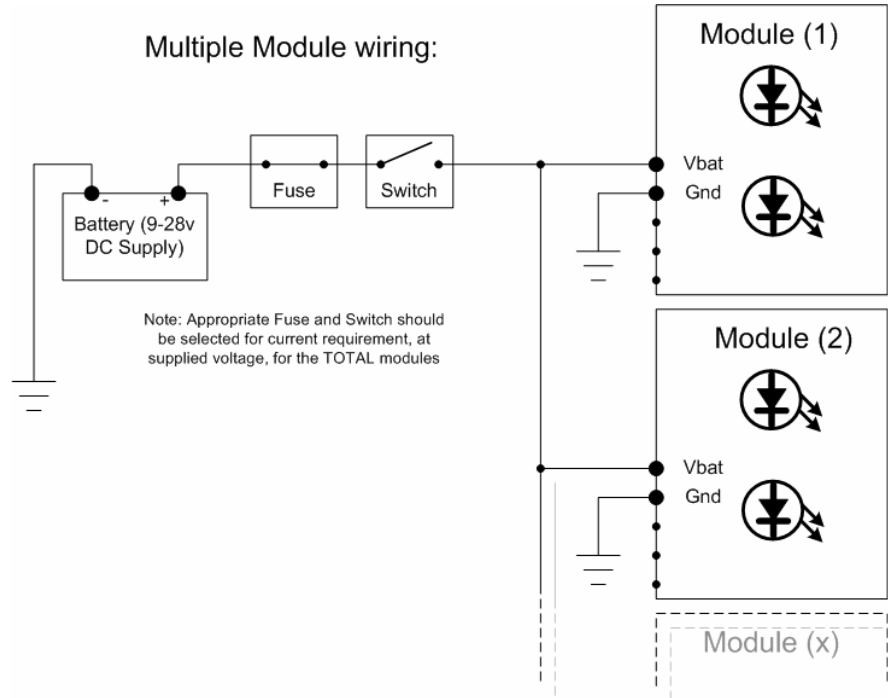 Multiple Module wiring:
Module (1)
Vbat
Gnd
Fuse
Switch
- +
Battery (9-28v
DC Supply)
Note: Appropriate Fuse and Switch should
be selected for current requirement, at
supplied voltage, for the TOTAL modules
Module (2)
Vbat
Gnd
Module (x)